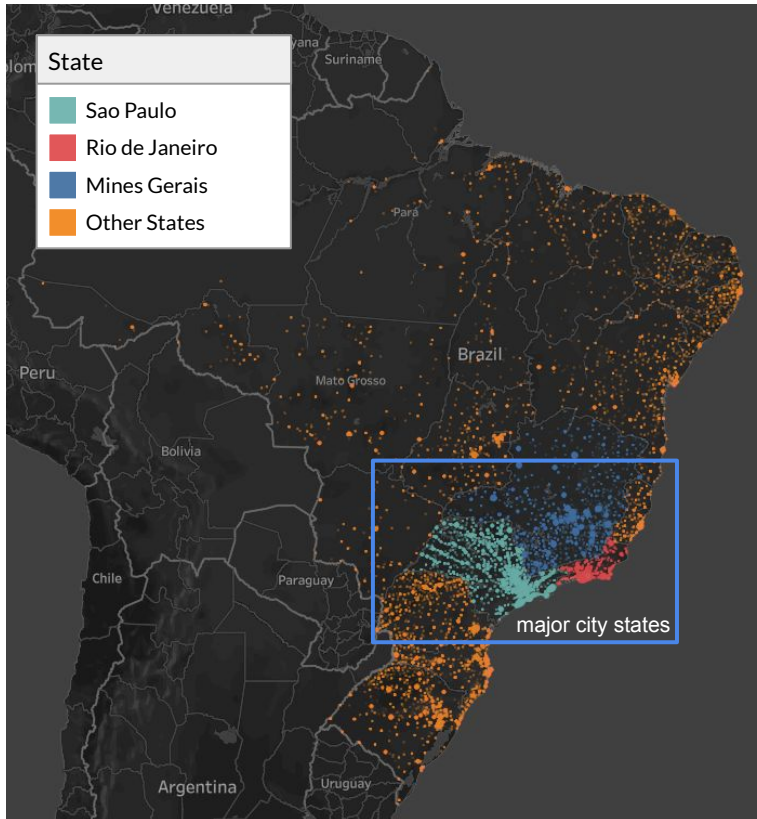 Venezuela
State
Sao Paulo
Rio de Janeiro
Mines Gerais
Other States
Suriname
Pará
Brazil
Peru
Mato Grosso
Bolivia
Chile
Paraguay
major city states
Argentina
Uruguay